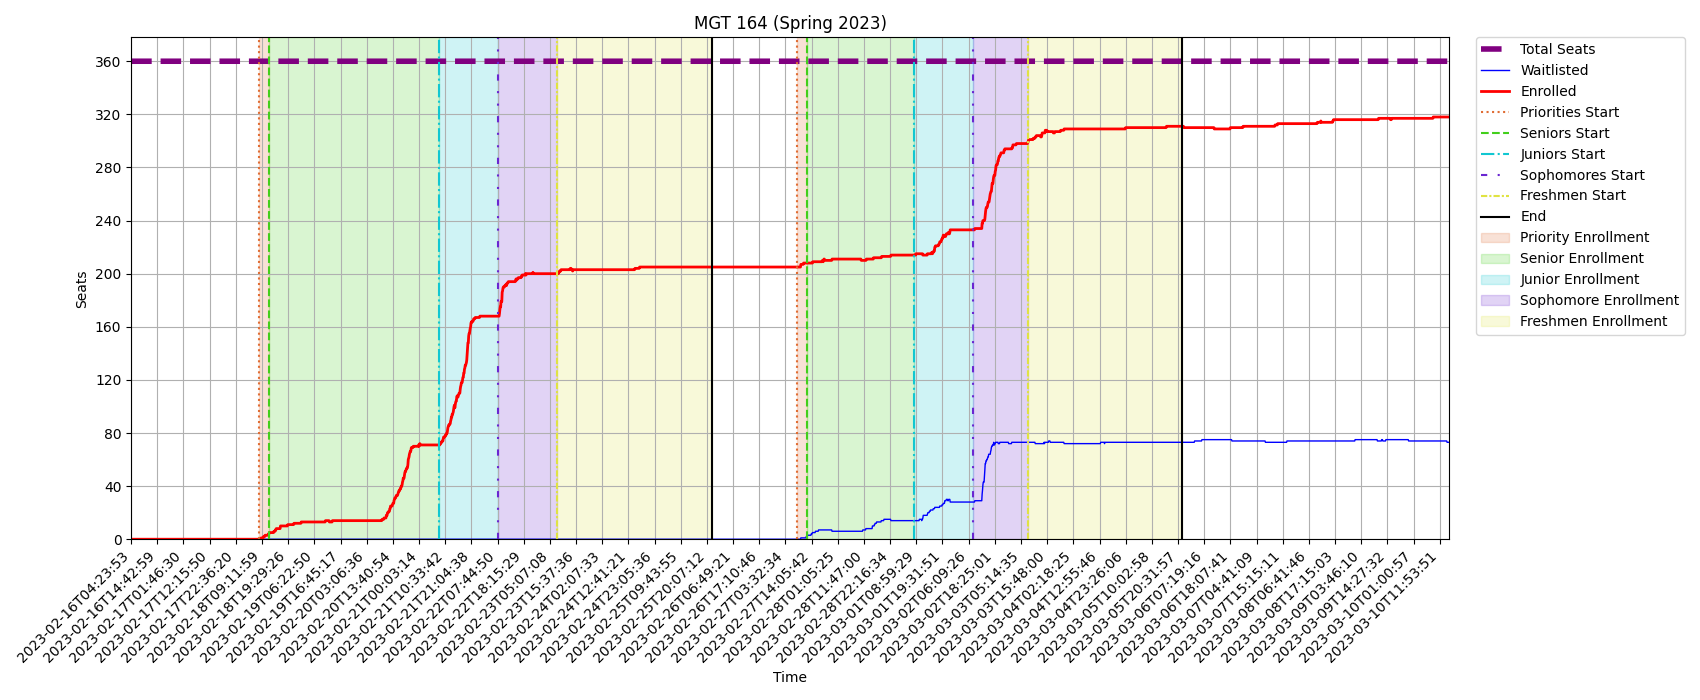 MGT 164 (Spring 2023)
Seats
360
320
280
240
200
160
120
80
40
0
2023-02-16T04:23:53
2023-02-16T14:42:59
2023-02-17T01:46:30
2023-02-17T12:15:50
2023-02-17T22:36:20
2023-02-18T09:11:59
2023-02-18T19:29:26
2023-02-19T06:22:50
2023-02-19T16:45:17
2023-02-20T03:06:36
2023-02-20T13:40:54
2023-02-21T00:03:14
2023-02-21T10:33:42
2023-02-21T21:04:38
2023-02-22T07:44:50
2023-02-22T18:15:29
2023-02-23T05:07:08
2023-02-23T15:37:36
2023-02-24T02:07:33
2023-02-24T12:41:21
2023-02-24T23:05:36
2023-02-25T09:43:55
2023-02-25T20:07:12
2023-02-26T06:49:21
2023-02-26T17:10:46
2023-02-27T03:32:34
2023-02-27T14:05:42
2023-02-28T01:05:25
2023-02-28T11:47:00
2023-02-28T22:16:34
2023-03-01T08:59:29
2023-03-01T19:31:51
2023-03-02T06:09:26
2023-03-02T18:25:01
2023-03-03T05:14:35
2023-03-03T15:48:00
2023-03-04T02:18:25
2023-03-04T12:55:46
2023-03-04T23:26:06
2023-03-05T10:02:58
2023-03-05T20:31:57
2023-03-06T07:19:16
2023-03-06T18:07:41
2023-03-07T04:41:09
2023-03-07T15:15:11
2023-03-08T06:41:46
2023-03-08T17:15:03
2023-03-09T03:46:10
2023-03-09T14:27:32
2023-03-10T01:00:57
2023-03-10T11:53:51
Time
Total Seats
Waitlisted
Enrolled
Priorities Start
Seniors Start
Juniors Start
Sophomores Start
Freshmen Start
End
Priority Enrollment
Senior Enrollment
Junior Enrollment
Sophomore Enrollment
Freshmen Enrollment